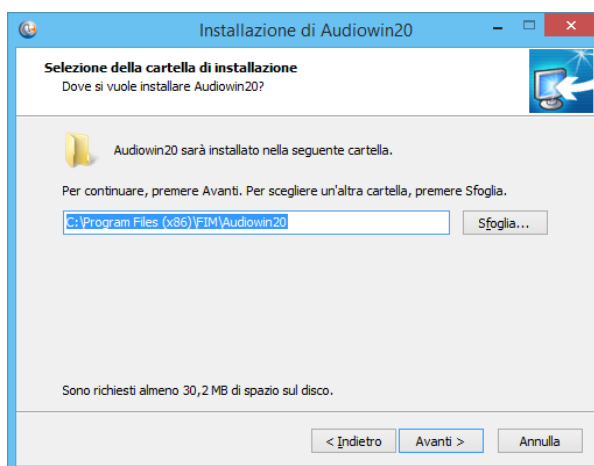 Installazione di Audiowin20
Selezione della cartella di installazione
Dove si vuole installare Audiowin20?
Audiowin20 sarà installato nella seguente cartella.
Per continuare, premere Avanti. Per scegliere un'altra cartella, premere Sfoglia.
C:\Program Files (x86)\FIM\Audiowin20
Sfoglia...
Sono richiesti almeno 30,2 MB di spazio sul disco.
< Indietro Avanti > Annulla